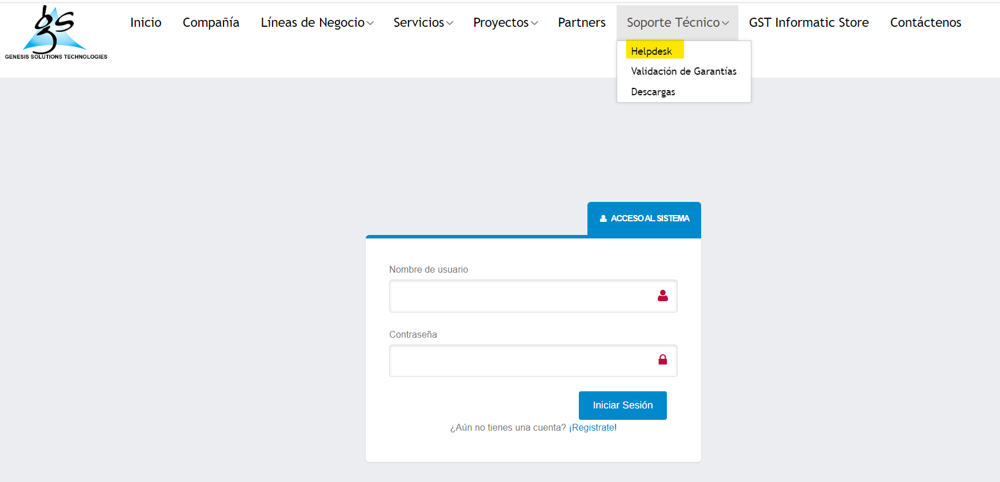 gs
GENESIS SOLUTIONS TECHNOLOGIES
Inicio Compañía Líneas de Negocio Servicios Proyectos Partners Soporte Técnico GST Informatic Store Contáctenos
Helpdesk
Validación de Garantías
Descargas
ACCESO AL SISTEMA
Nombre de usuario
Contraseña
Iniciar Sesión
¿Aún no tienes una cuenta? ¡Registrate!